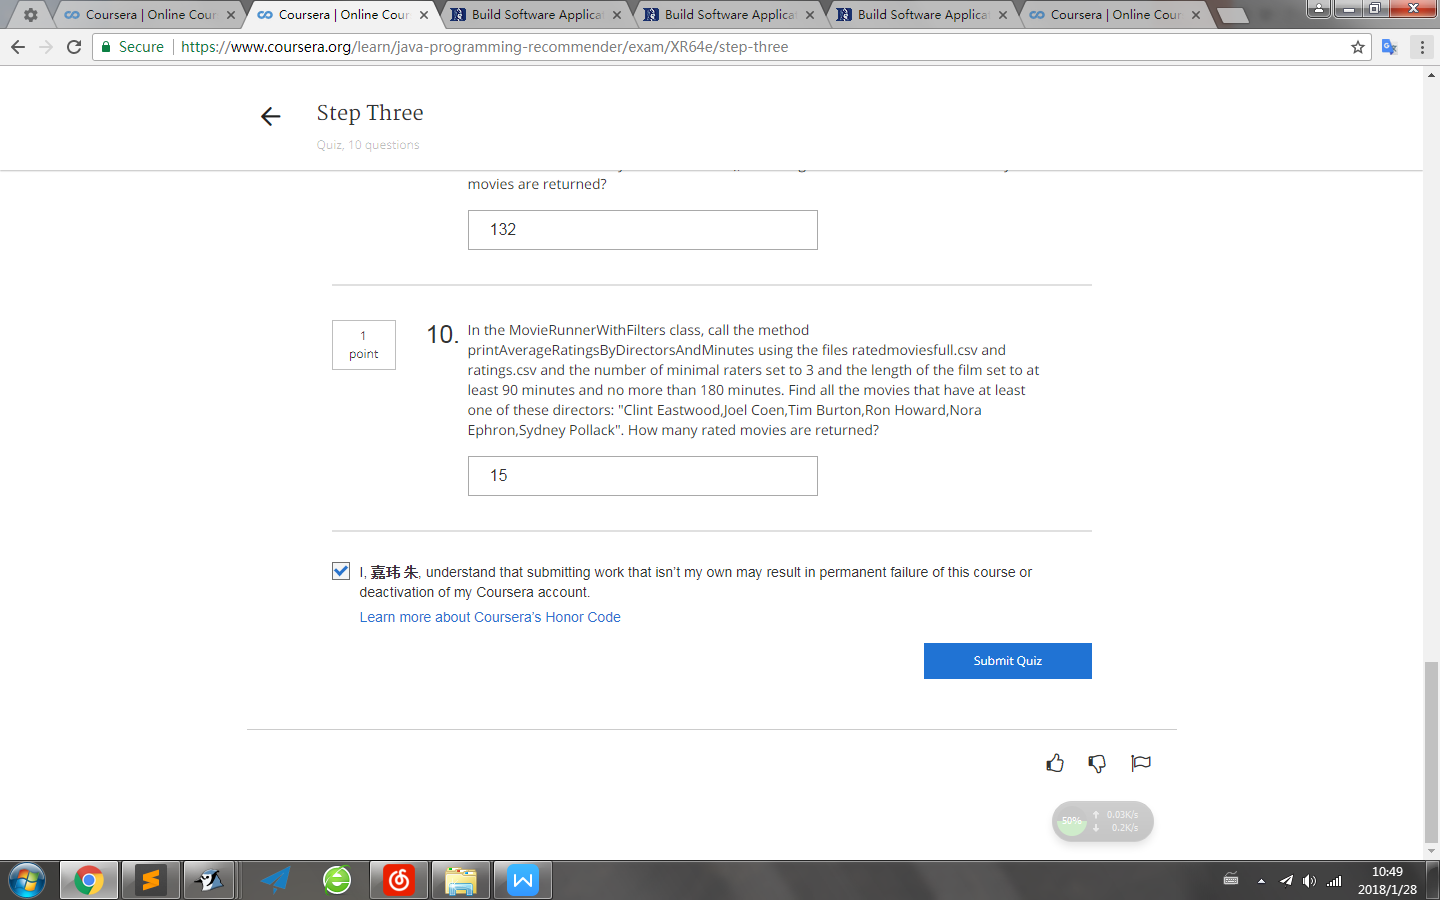 Coursera | Online Cour
Coursera | Online Cour
Build Software Applica
Build Software Applica
Build Software Applica
Coursera | Online Cour
Secure
https://www.coursera.org/learn/java-programming-recommender/exam/XR64e/step-three
Step Three
Quiz, 10 questions
movies are returned?
132
1
point
10.
In the MovieRunnerWithFilters class, call the method
printAverageRatingsByDirectorsAndMinutes using the files ratedmoviesfull.csv and
ratings.csv and the number of minimal raters set to 3 and the length of the film set to at
least 90 minutes and no more than 180 minutes. Find all the movies that have at least
one of these directors: "Clint Eastwood,Joel Coen,Tim Burton,Ron Howard,Nora
Ephron,Sydney Pollack". How many rated movies are returned?
15
I, 嘉玮 朱, understand that submitting work that isn't my own may result in permanent failure of this course or
deactivation of my Coursera account.
Learn more about Coursera's Honor Code
Submit Quiz
50%
0.03K/s
0.2K/s
10:49
2018/1/28